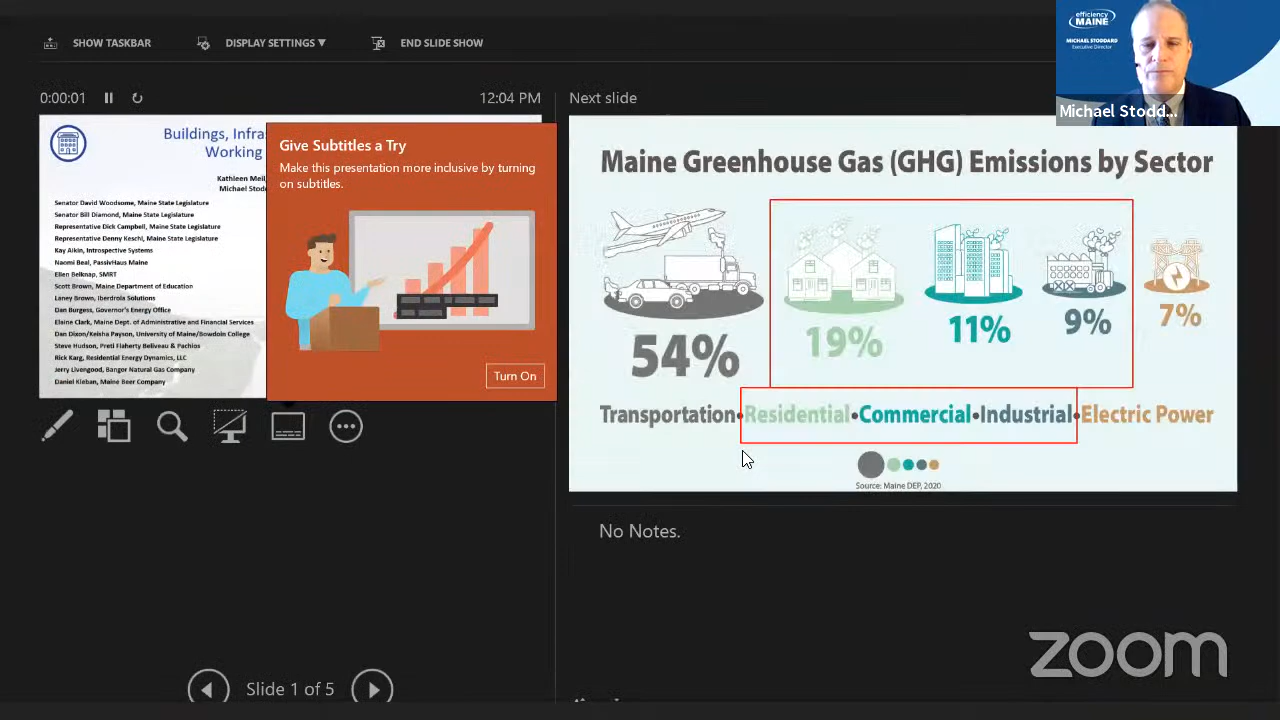 SHOW TASKBAR
DISPLAY SETTINGS ▼
END SLIDE SHOW
efficiency
MAINE
MICHAEL STODDARD
Executive Director
Michael Stodd...
0:00:01
12:04 PM
Next slide
Buildings, Infra
Working
Kathleen Meil,
Michael Stod
Senator David Woodsome, Maine State Legislature
Senator Bill Diamond, Maine State Legislature
Representative Dick Campbell, Maine State Legislature
Representative Denny Keschl, Maine State Legislature
Kay Aikin, Introspective Systems
Naomi Beal, PassivHaus Maine
Ellen Belknap, SMRT
Scott Brown, Maine Department of Education
Laney Brown, Iberdrola Solutions
Dan Burgess, Governor's Energy Office
Elaine Clark, Maine Dept. of Administrative and Financial Services
Dan Dixon/Keisha Payson, University of Maine/Bowdoin College
Steve Hudson, Preti Flaherty Beliveau & Pachios
Rick Karg, Residential Energy Dynamics, LLC
Jerry Livengood, Bangor Natural Gas Company
Daniel Kleban, Maine Beer Company
Give Subtitles a Try
Make this presentation more inclusive by turning
on subtitles.
Turn On
Maine Greenhouse Gas (GHG) Emissions by Sector
54%
19%
11%
9%
7%
Transportation•Residential•Commercial•Industrial•Electric Power
Source: Maine DEP, 2020
No Notes.
Slide 1 of 5
zoom